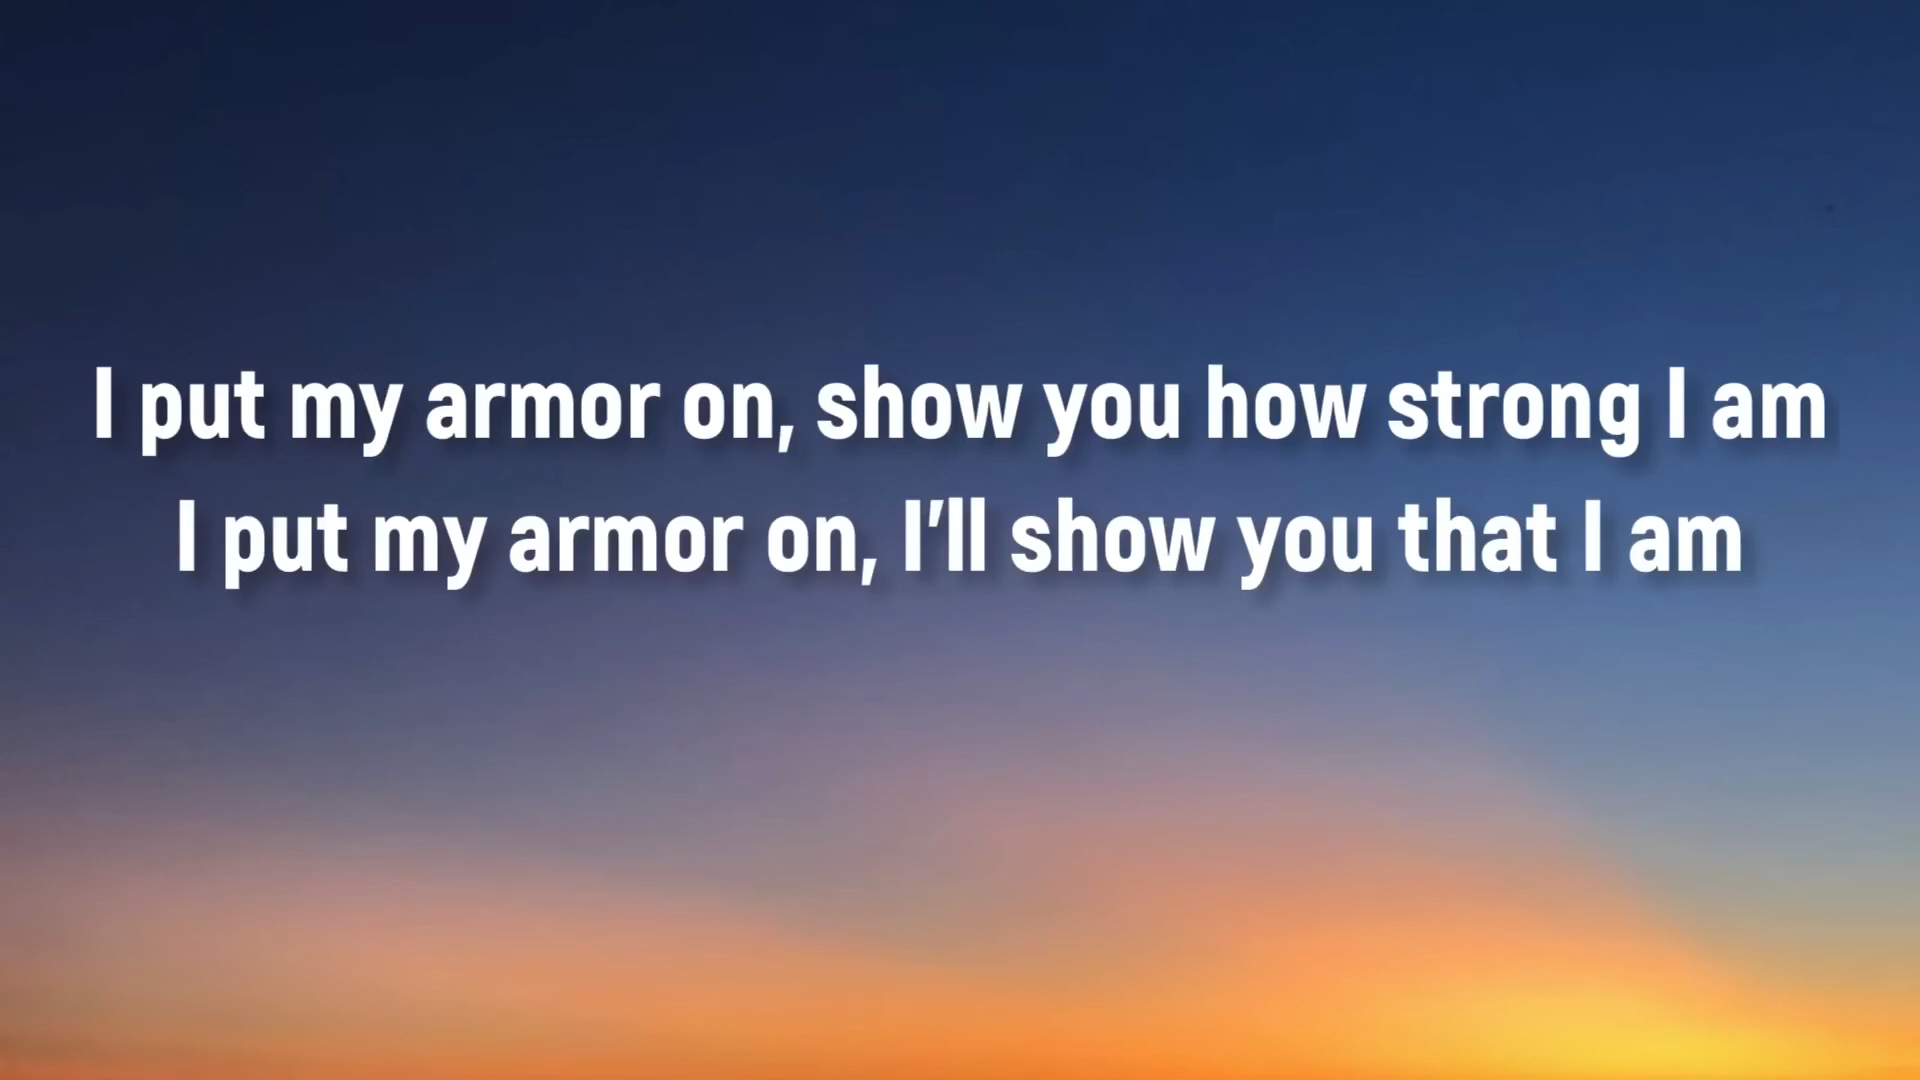 I put my armor on, show you how strong I am
I put my armor on, I'll show you that I am